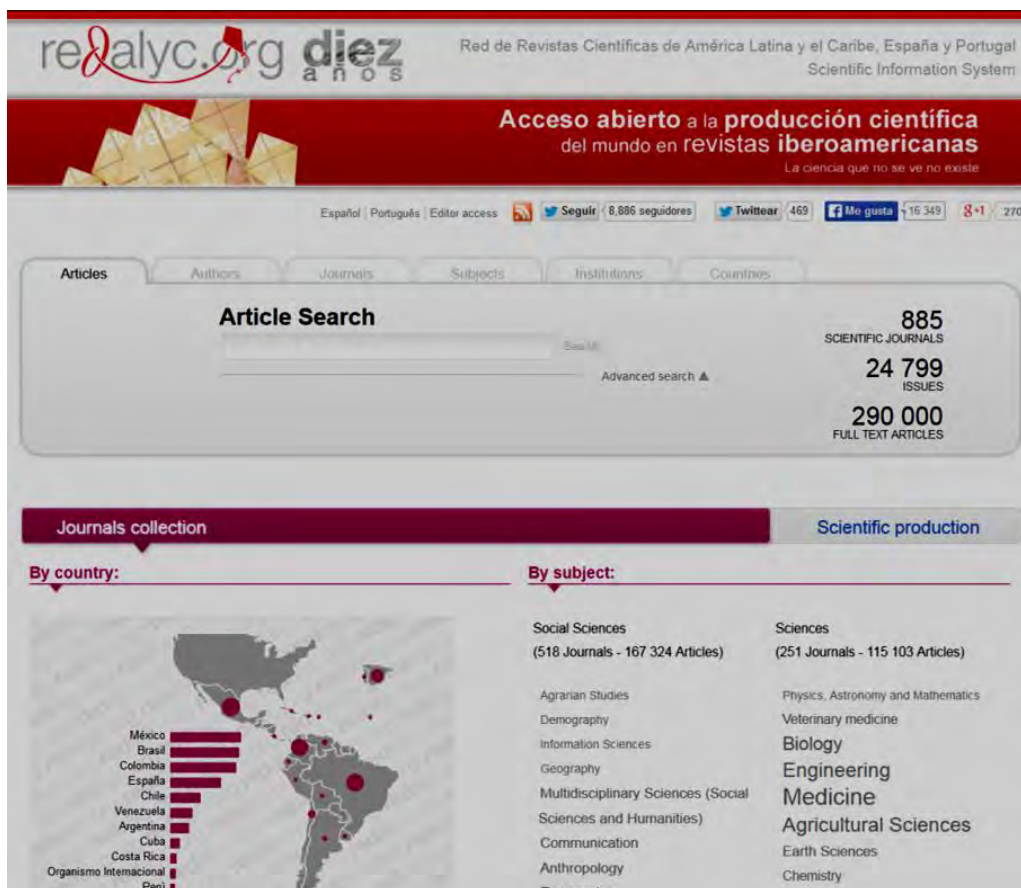 redalyc.org diez años
Red de Revistas Científicas de América Latina y el Caribe, España y Portugal
Scientific Information System
Acceso abierto a la producción científica
del mundo en revistas iberoamericanas
La ciencia que no se ve no existe
Español | Português | Editor access Seguir 8,886 seguidores Twittear 469 Me gusta 16 349 g+1 270
Articles Authors Journals Subjects Institutions Countries
Article Search
Search
Advanced search ▲
885
SCIENTIFIC JOURNALS
24 799
ISSUES
290 000
FULL TEXT ARTICLES
Journals collection
Scientific production
By country:
México
Brasil
Colombia
España
Chile
Venezuela
Argentina
Cuba
Costa Rica
Organismo Internacional
Perú
By subject:
Social Sciences
(518 Journals - 167 324 Articles)
Agrarian Studies
Demography
Information Sciences
Geography
Multidisciplinary Sciences (Social
Sciences and Humanities)
Communication
Anthropology
Sciences
(251 Journals - 115 103 Articles)
Physics, Astronomy and Mathematics
Veterinary medicine
Biology
Engineering
Medicine
Agricultural Sciences
Earth Sciences
Chemistry